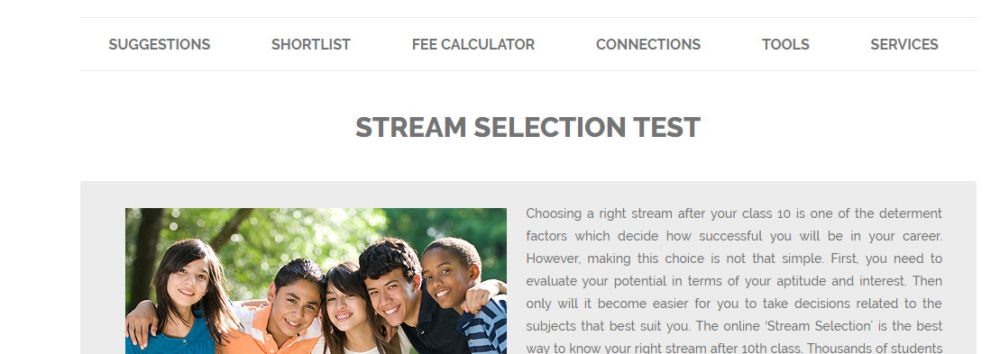 SUGGESTIONS SHORTLIST FEE CALCULATOR CONNECTIONS TOOLS SERVICES
STREAM SELECTION TEST
Choosing a right stream after your class 10 is one of the determent
factors which decide how successful you will be in your career.
However, making this choice is not that simple. First, you need to
evaluate your potential in terms of your aptitude and interest. Then
only will it become easier for you to take decisions related to the
subjects that best suit you. The online ‘Stream Selection’ is the best
way to know your right stream after 10th class. Thousands of students